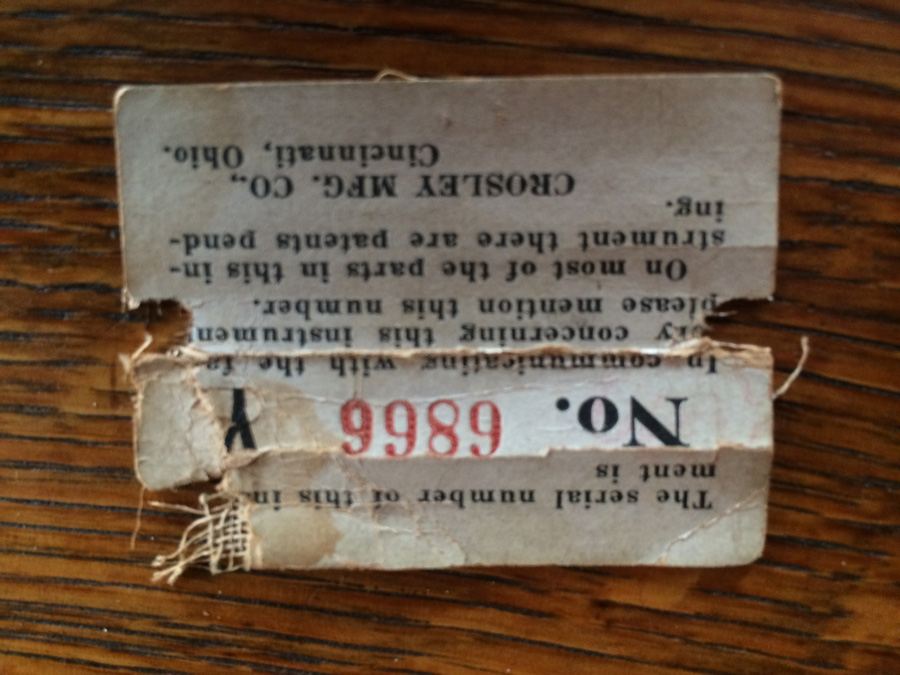 The serial number of this in
ment is
No. 6866
In communicating with the fa
concerning this instrumen
please mention this number.
On most of the parts in this in-
strument there are patents pend-
ing.
CROSLEY MFG. CO.,
Cincinnati, Ohio.